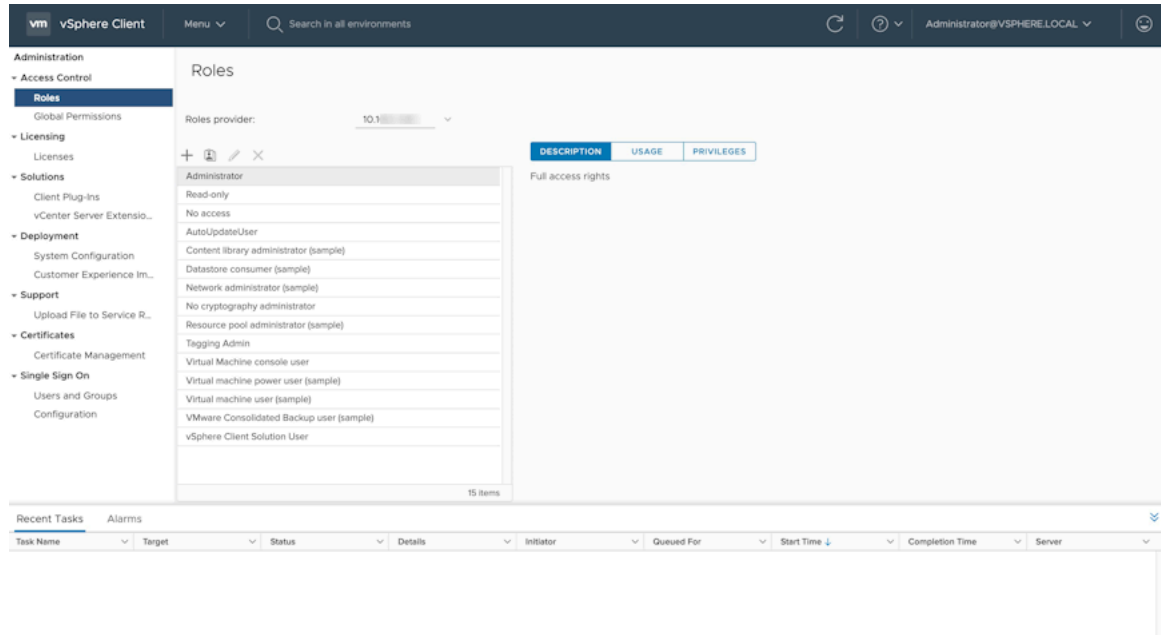 vm vSphere Client Menu Search in all environments Administrator@VSPHERE.LOCAL
Administration
Access Control
Roles
Global Permissions
Licensing
Licenses
Solutions
Client Plug-Ins
vCenter Server Extensio...
Deployment
System Configuration
Customer Experience Im...
Support
Upload File to Service R...
Certificates
Certificate Management
Single Sign On
Users and Groups
Configuration
Roles
Roles provider:
Administrator
Read-only
No access
AutoUpdateUser
Content library administrator (sample)
Datastore consumer (sample)
Network administrator (sample)
No cryptography administrator
Resource pool administrator (sample)
Tagging Admin
Virtual Machine console user
Virtual machine power user (sample)
Virtual machine user (sample)
VMware Consolidated Backup user (sample)
vSphere Client Solution User
15 items
DESCRIPTION USAGE PRIVILEGES
Full access rights
Recent Tasks Alarms
Task Name Target Status Details Initiator Queued For Start Time Completion Time Server